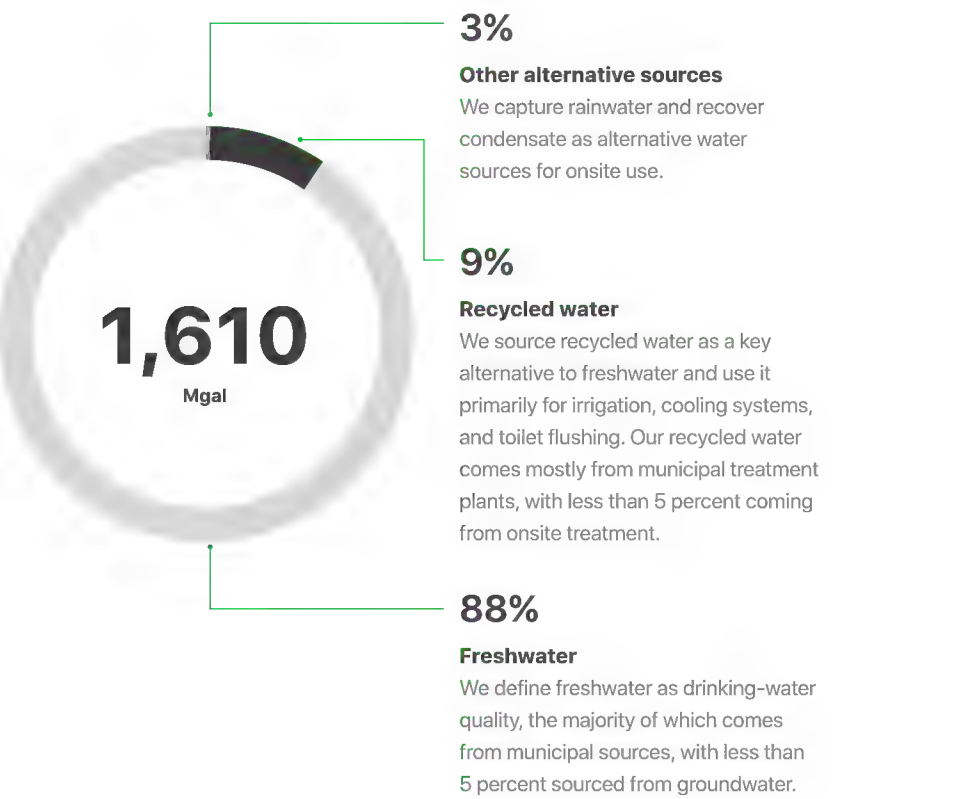 3%
Other alternative sources
We capture rainwater and recover
condensate as alternative water
sources for onsite use.
9%
Recycled water
We source recycled water as a key
alternative to freshwater and use it
primarily for irrigation, cooling systems,
and toilet flushing. Our recycled water
comes mostly from municipal treatment
plants, with less than 5 percent coming
from onsite treatment.
1,610
Mgal
88%
Freshwater
We define freshwater as drinking-water
quality, the majority of which comes
from municipal sources, with less than
5 percent sourced from groundwater.